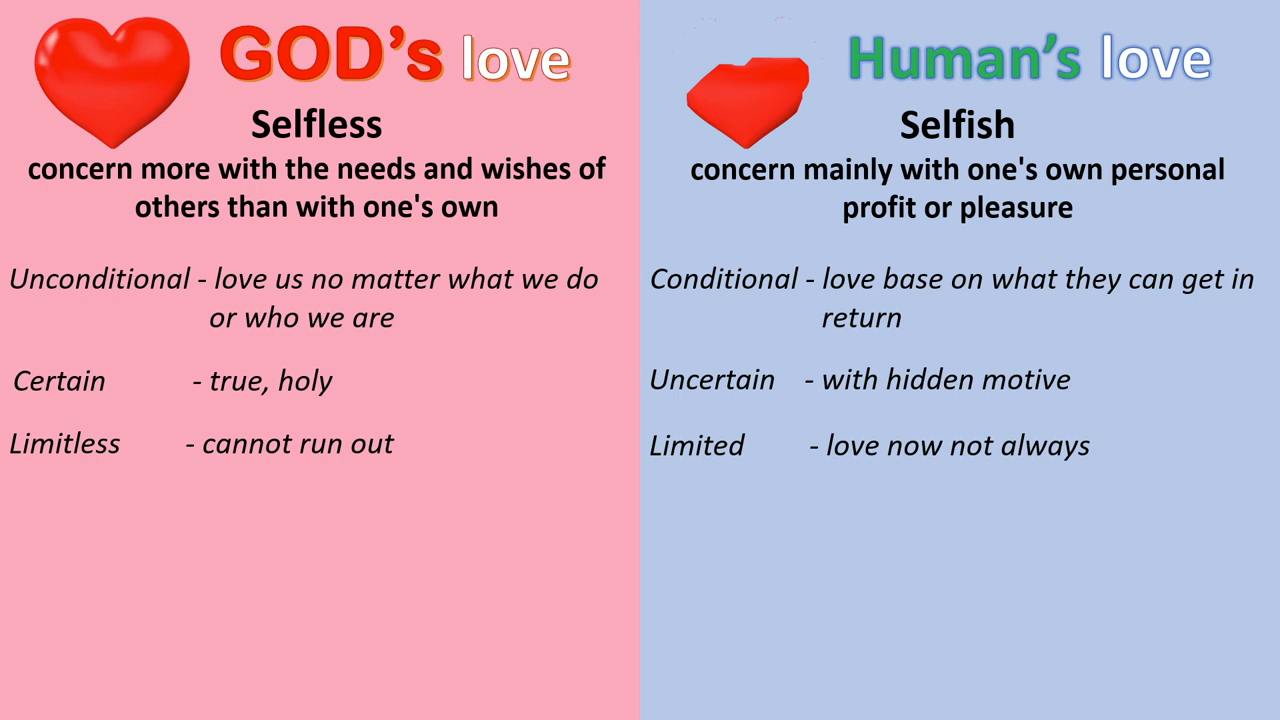 GOD’s love
Selfless
concern more with the needs and wishes of
others than with one's own
Unconditional - love us no matter what we do
or who we are
Certain - true, holy
Limitless - cannot run out
Human’s love
Selfish
concern mainly with one's own personal
profit or pleasure
Conditional - love base on what they can get in
return
Uncertain - with hidden motive
Limited - love now not always